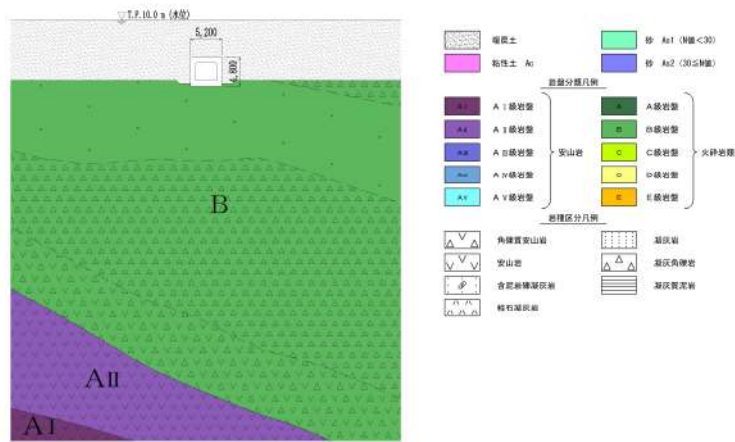 T.P.10.0m (水位)
5,200
4,800
B
AⅡ
AⅠ
埋戻土
砂 As1 (N値<30)
粘性土 Ac
砂 As2 (30≦N値)
岩盤分類凡例
AⅠ AⅠ級岩盤
AⅡ AⅡ級岩盤
AⅢ AⅢ級岩盤
AⅣ AⅣ級岩盤
AⅤ AⅤ級岩盤
安山岩
A A級岩盤
B B級岩盤
C C級岩盤
D D級岩盤
E E級岩盤
火砕岩類
岩種区分凡例
角礫質安山岩
凝灰岩
安山岩
凝灰角礫岩
含泥岩礫凝灰岩
凝灰質泥岩
軽石凝灰岩